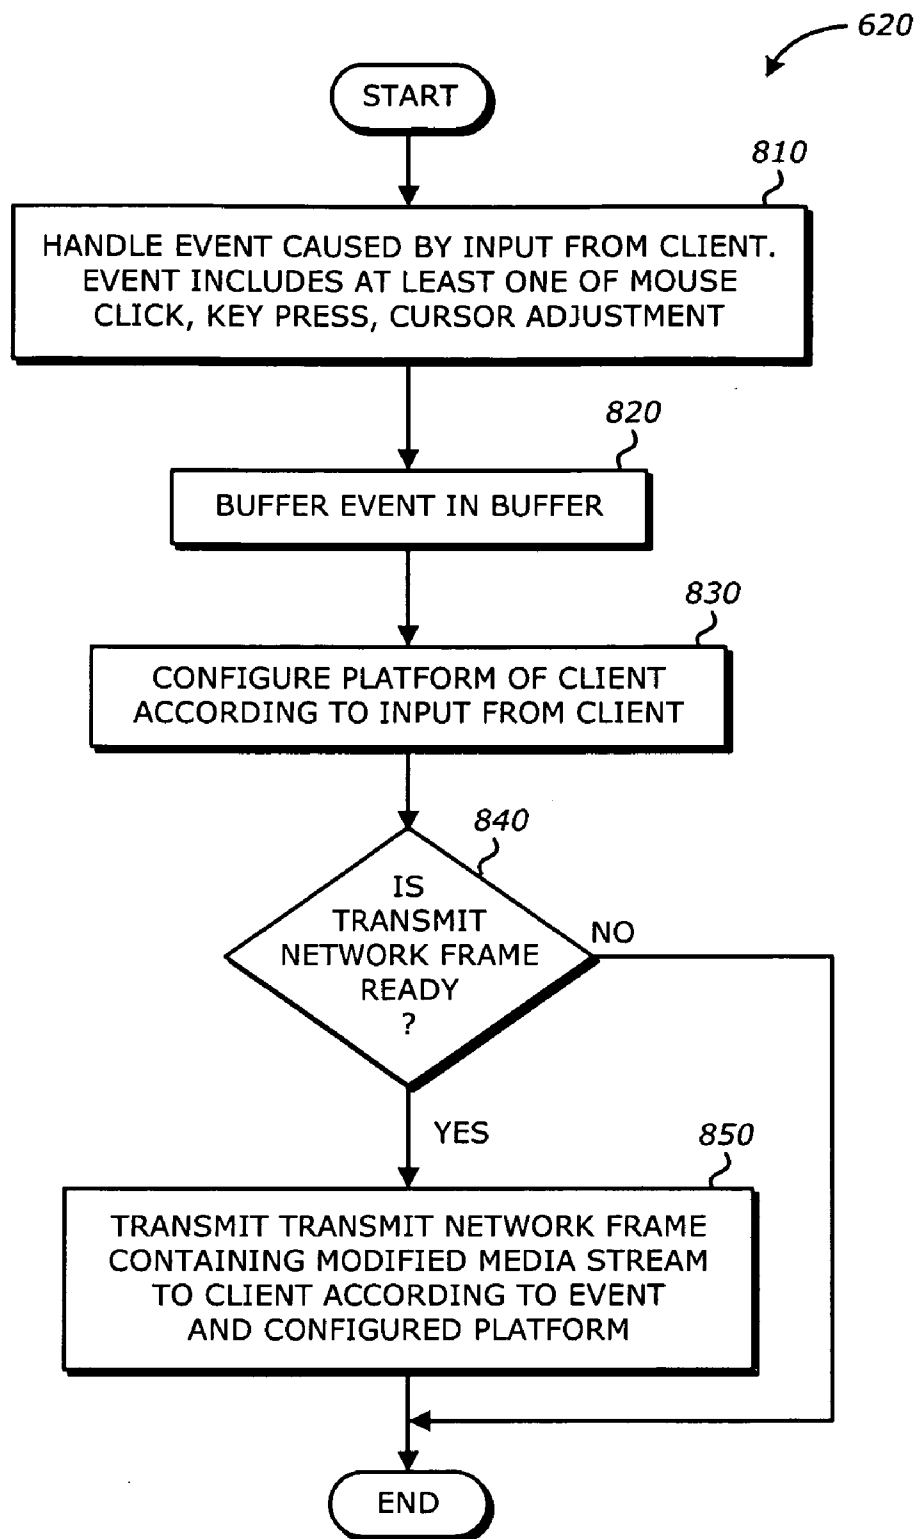 620
START
810
HANDLE EVENT CAUSED BY INPUT FROM CLIENT.
EVENT INCLUDES AT LEAST ONE OF MOUSE
CLICK, KEY PRESS, CURSOR ADJUSTMENT
820
BUFFER EVENT IN BUFFER
830
CONFIGURE PLATFORM OF CLIENT
ACCORDING TO INPUT FROM CLIENT
840
IS
TRANSMIT
NETWORK FRAME
READY
?
NO
YES
850
TRANSMIT TRANSMIT NETWORK FRAME
CONTAINING MODIFIED MEDIA STREAM
TO CLIENT ACCORDING TO EVENT
AND CONFIGURED PLATFORM
END